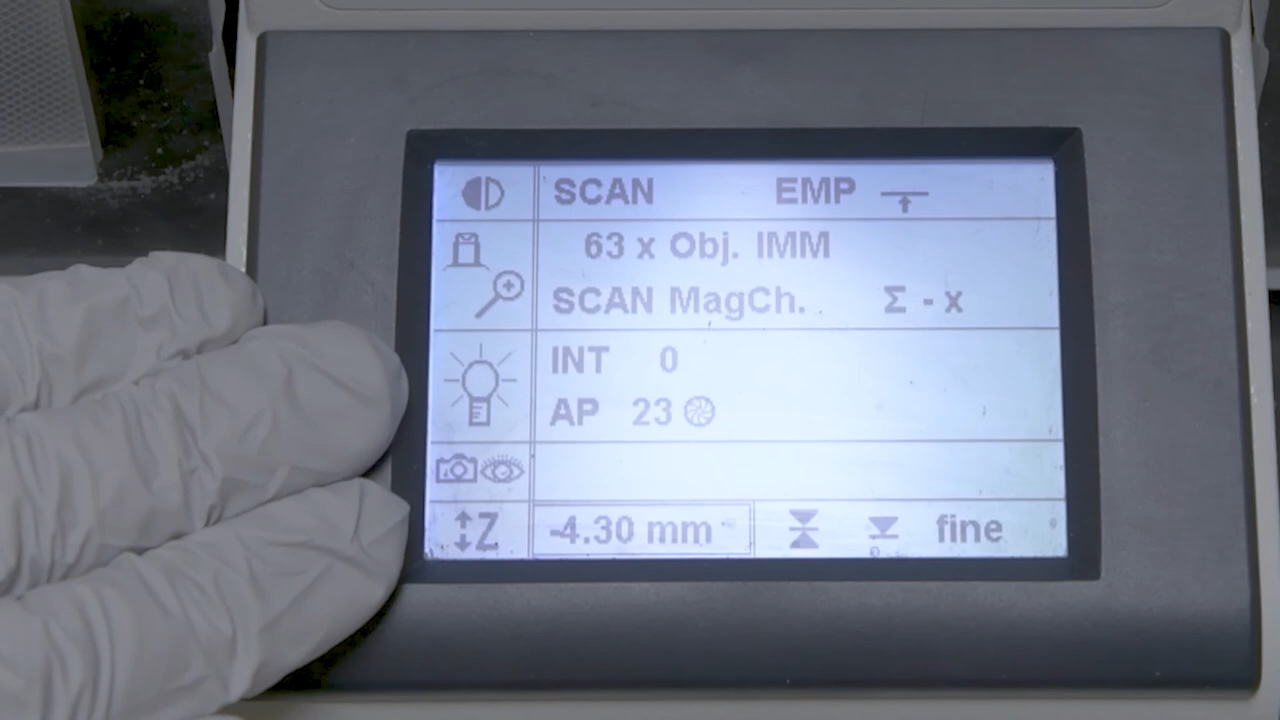 SCAN EMP
63 x Obj. IMM
SCAN MagCh. Σ - x
INT 0
AP 23
Z -4.30 mm fine